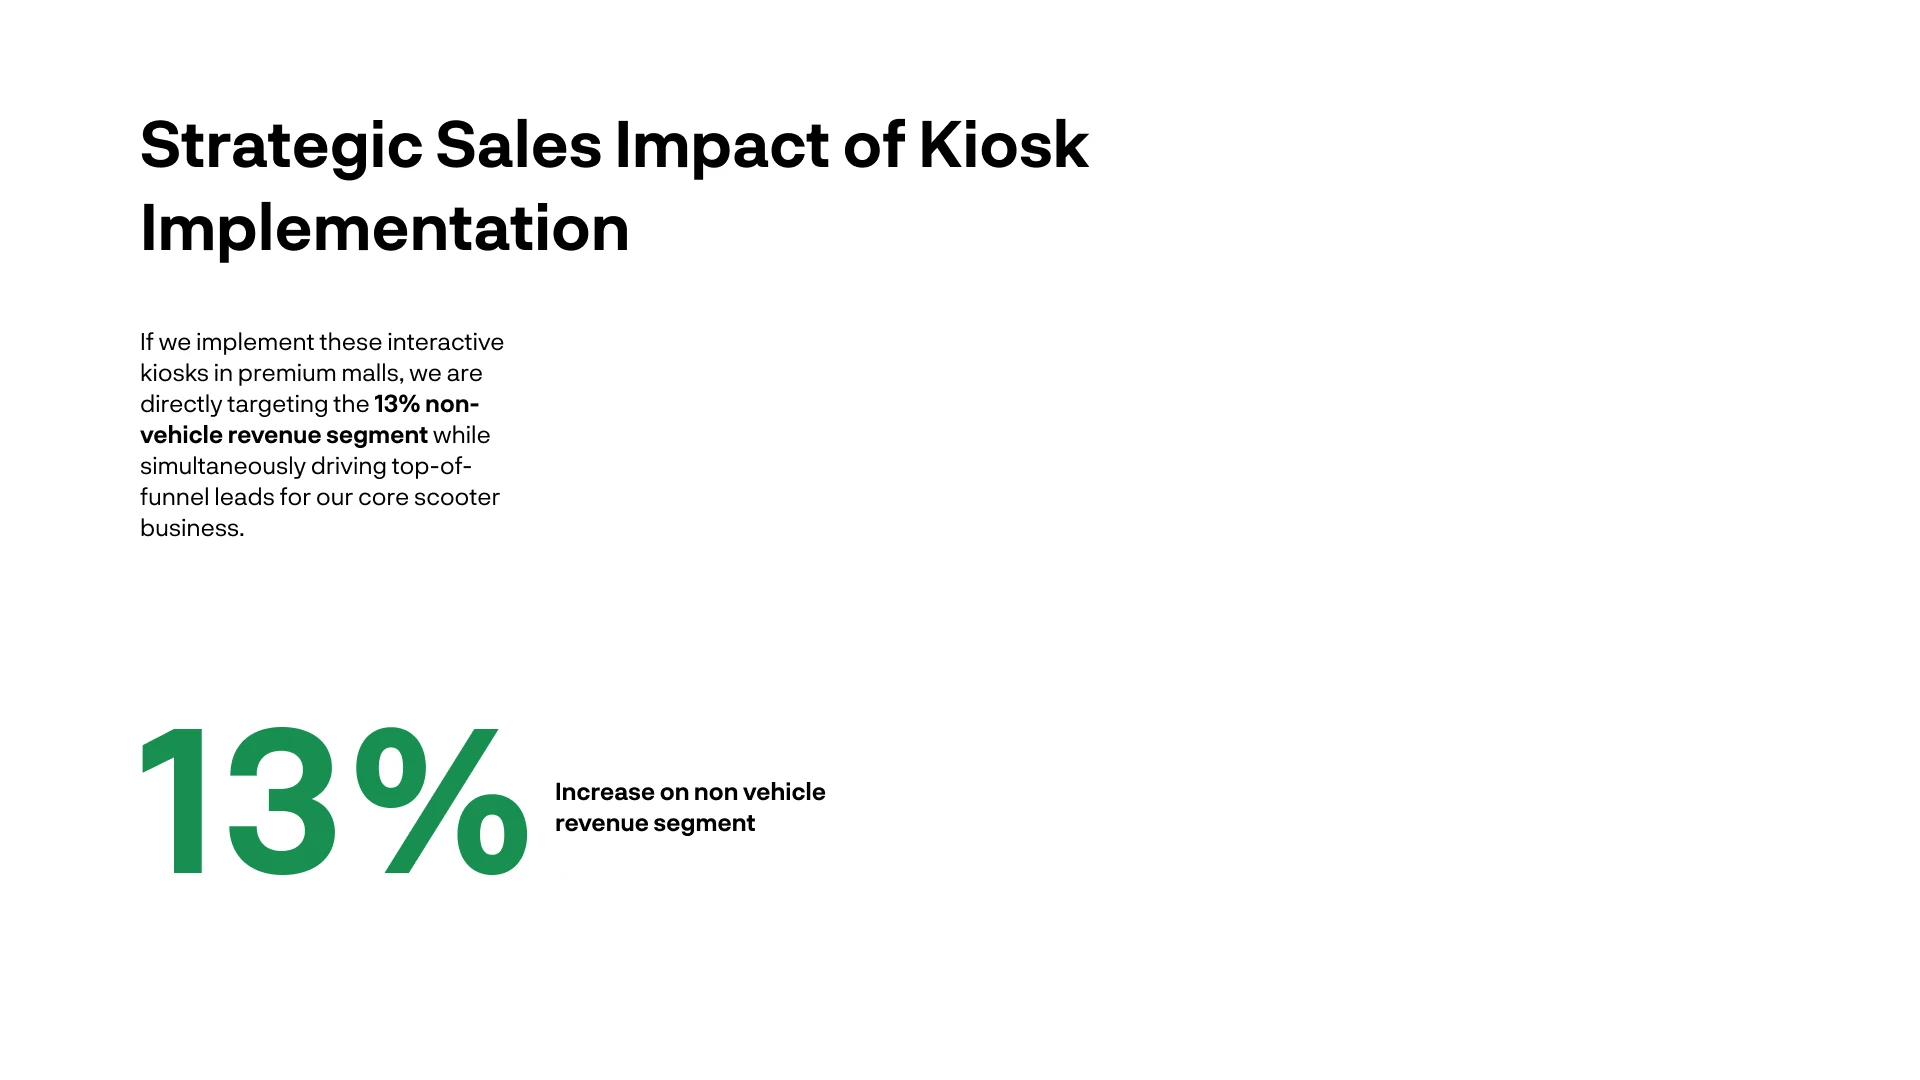 Strategic Sales Impact of Kiosk
Implementation
If we implement these interactive
kiosks in premium malls, we are
directly targeting the 13% non-
vehicle revenue segment while
simultaneously driving top-of-
funnel leads for our core scooter
business.
13%
Increase on non vehicle
revenue segment